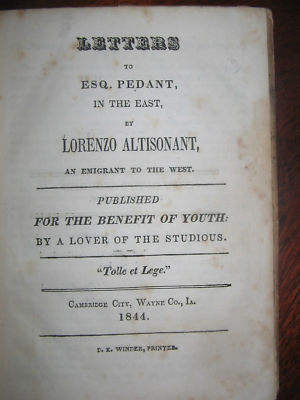 LETTERS
TO
ESQ. PEDANT,
IN THE EAST,
BY
LORENZO ALTISONANT,
AN EMIGRANT TO THE WEST.
PUBLISHED
FOR THE BENEFIT OF YOUTH:
BY A LOVER OF THE STUDIOUS.
"Tolle et Lege."
CAMBRIDGE CITY, WAYNE CO., IA.
1844.
D. K. WINDER, PRINTER.